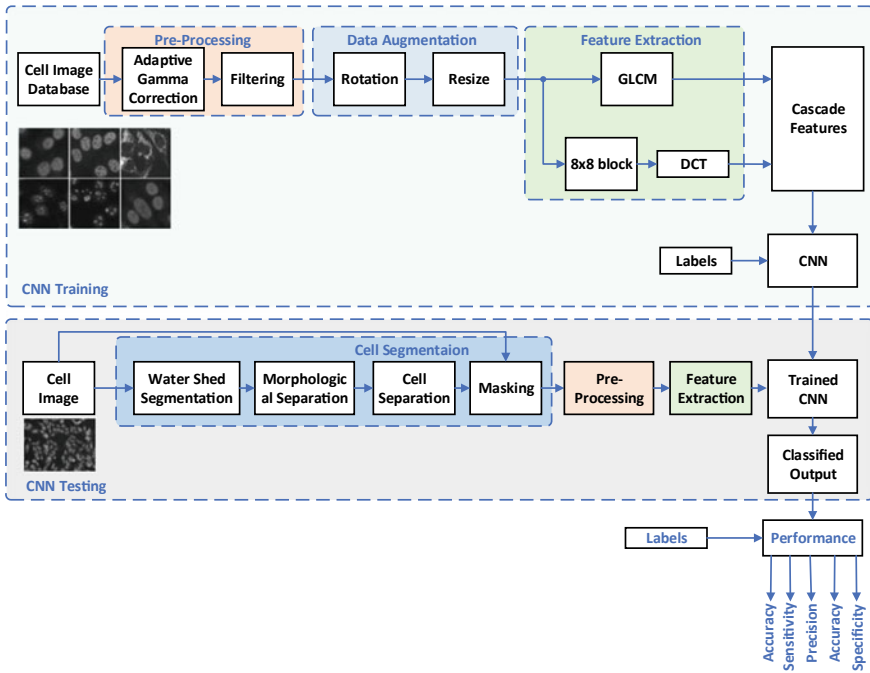 Pre-Processing
Data Augmentation
Feature Extraction
Cell Image
Database
Adaptive
Gamma
Correction
Filtering
Rotation
Resize
GLCM
Cascade
Features
8x8 block
DCT
Labels
CNN
CNN Training
Cell Segmentaion
Cell
Image
Water Shed
Segmentation
Morphologic
al Separation
Cell
Separation
Masking
Pre-
Processing
Feature
Extraction
Trained
CNN
Classified
Output
CNN Testing
Labels
Performance
Accuracy
Sensitivity
Precision
Accuracy
Specificity